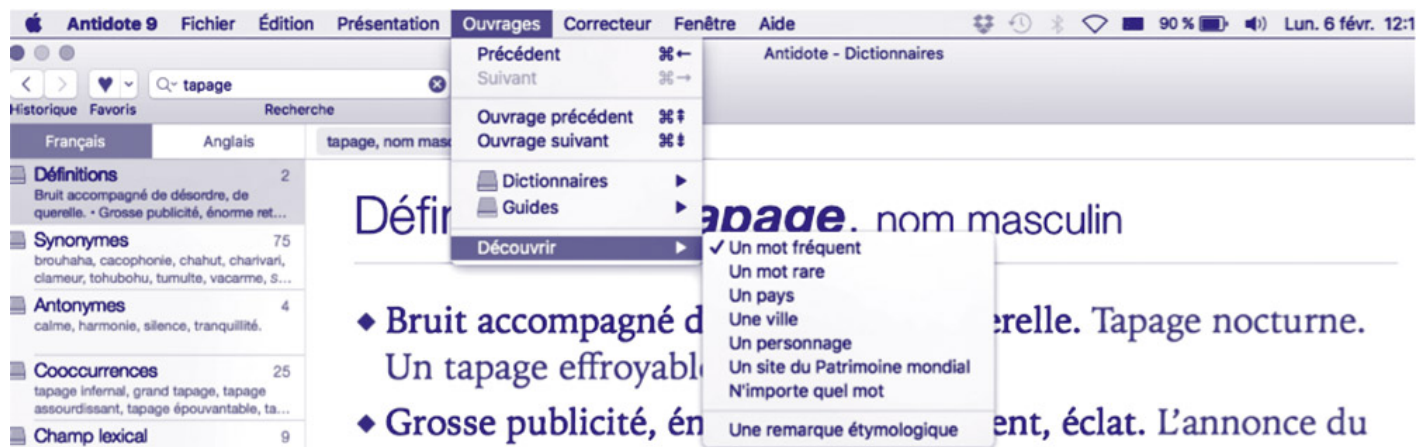 Antidote 9 Fichier Édition Présentation Ouvrages Correcteur Fenêtre Aide 90 % Lun. 6 févr. 12:1
Antidote - Dictionnaires
tapage
Historique Favoris Recherche
Français Anglais
tapage, nom masc
Précédent ⌘←
Suivant ⌘→
Ouvrage précédent ⌘⇞
Ouvrage suivant ⌘⇟
Dictionnaires ▶
Guides ▶
Découvrir ▶
✓ Un mot fréquent
Un mot rare
Un pays
Une ville
Un personnage
Un site du Patrimoine mondial
N'importe quel mot
Une remarque étymologique
Définitions 2
Bruit accompagné de désordre, de
querelle. • Grosse publicité, énorme ret...
Synonymes 75
brouhaha, cacophonie, chahut, charivari,
clameur, tohubohu, tumulte, vacarme, s...
Antonymes 4
calme, harmonie, silence, tranquillité.
Cooccurrences 25
tapage infernal, grand tapage, tapage
assourdissant, tapage épouvantable, ta...
Champ lexical 9
Défin tapage, nom masculin
◆ Bruit accompagné d erelle. Tapage nocturne.
Un tapage effroyabl
◆ Grosse publicité, én ent, éclat. L'annonce du